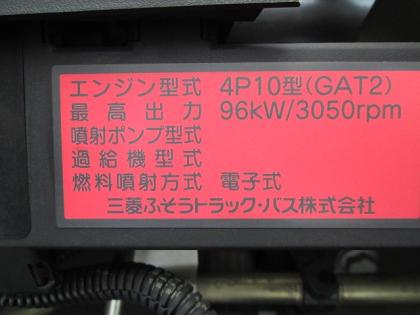 エンジン型式 4P10型(GAT2)
最高出力 96kW/3050rpm
噴射ポンプ型式
過給機型式
燃料噴射方式 電子式
三菱ふそうトラック・バス株式会社